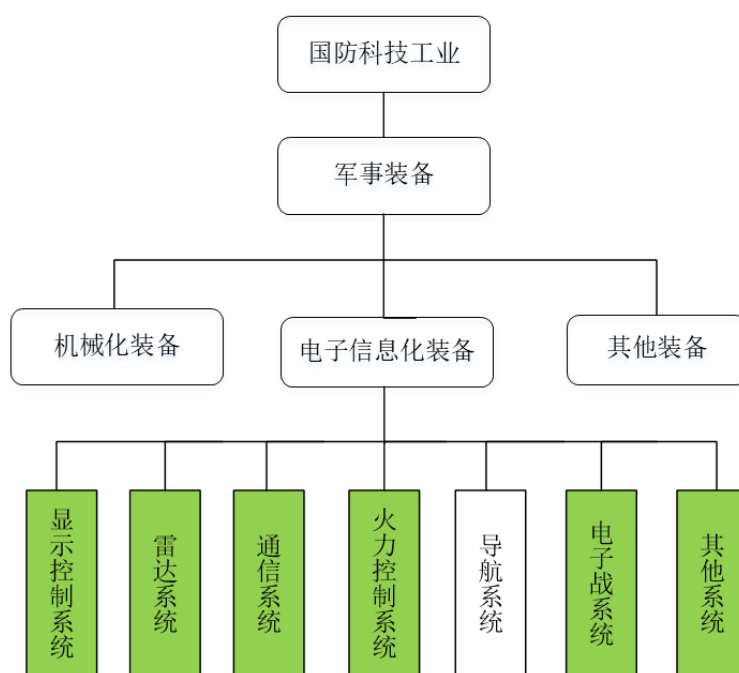 国防科技工业
军事装备
机械化装备
电子信息化装备
其他装备
显示控制系统
雷达系统
通信系统
火力控制系统
导航系统
电子战系统
其他系统